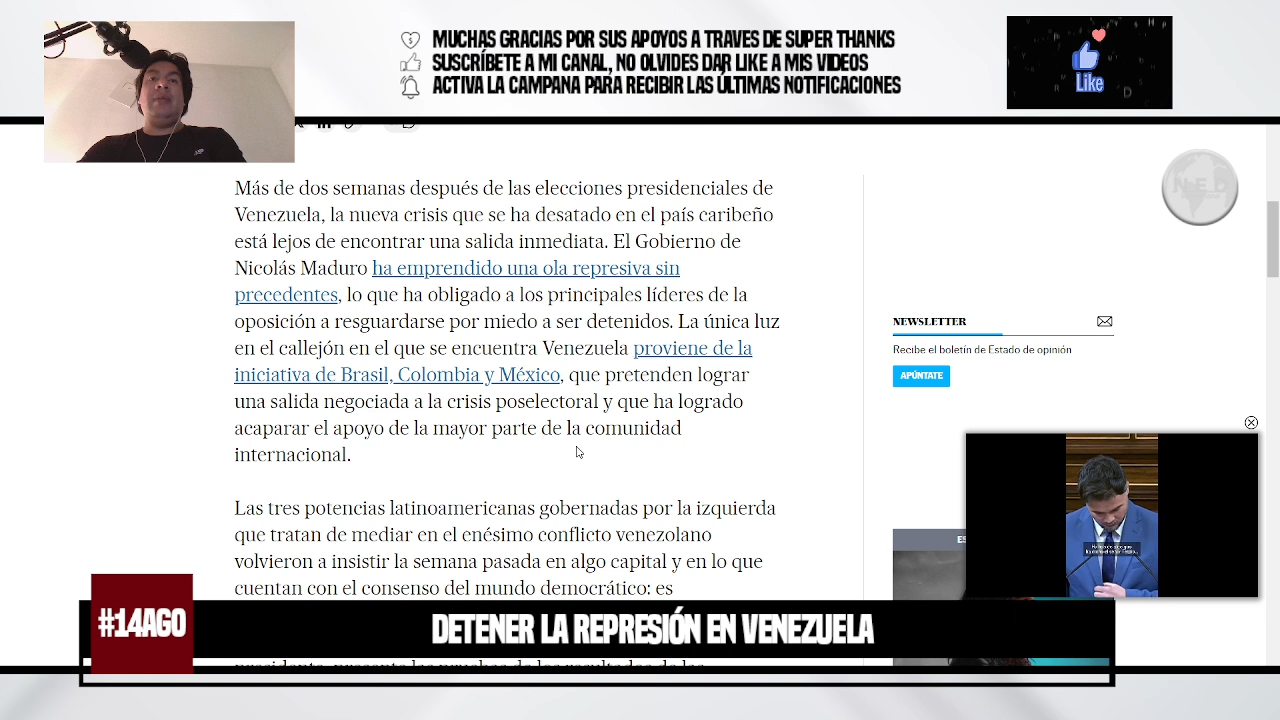 MUCHAS GRACIAS POR SUS APOYOS A TRAVES DE SUPER THANKS
SUSCRÍBETE A MI CANAL, NO OLVIDES DAR LIKE A MIS VIDEOS
ACTIVA LA CAMPANA PARA RECIBIR LAS ÚLTIMAS NOTIFICACIONES
Like
N.E.D
Más de dos semanas después de las elecciones presidenciales de
Venezuela, la nueva crisis que se ha desatado en el país caribeño
está lejos de encontrar una salida inmediata. El Gobierno de
Nicolás Maduro ha emprendido una ola represiva sin
precedentes, lo que ha obligado a los principales líderes de la
oposición a resguardarse por miedo a ser detenidos. La única luz
en el callejón en el que se encuentra Venezuela proviene de la
iniciativa de Brasil, Colombia y México, que pretenden lograr
una salida negociada a la crisis poselectoral y que ha logrado
acaparar el apoyo de la mayor parte de la comunidad
internacional.
Las tres potencias latinoamericanas gobernadas por la izquierda
que tratan de mediar en el enésimo conflicto venezolano
volvieron a insistir la semana pasada en algo capital y en lo que
cuentan con el consenso del mundo democrático: es
NEWSLETTER
Recibe el boletín de Estado de opinión
APÚNTATE
ES
#14AGO
DETENER LA REPRESIÓN EN VENEZUELA